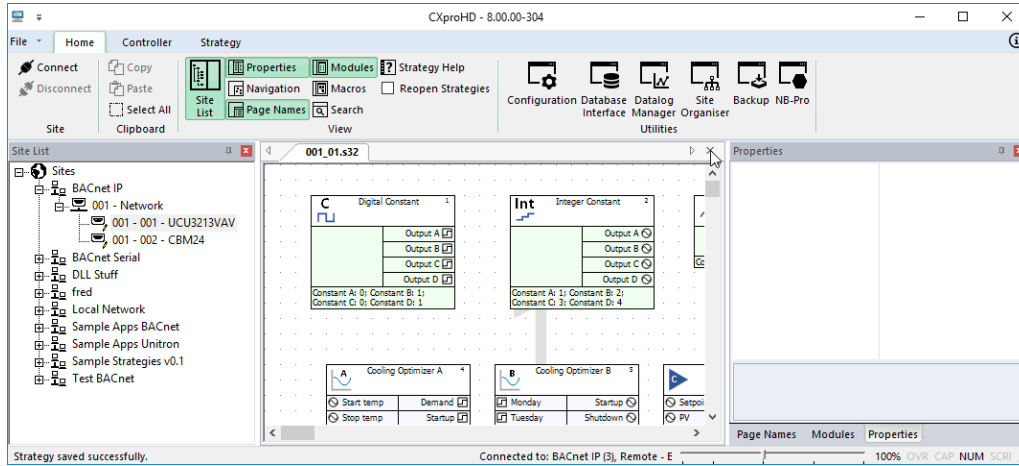 CXproHD - 8.00.00-304
File Home Controller Strategy
Connect Copy Properties Modules Strategy Help
Disconnect Paste Navigation Macros Reopen Strategies
Select All Site List Page Names Search
Configuration Database Interface Datalog Manager Site Organiser Backup NB-Pro
Site Clipboard View Utilities
Site List
Sites
BACnet IP
001 - Network
001 - 001 - UCU3213VAV
001 - 002 - CBM24
BACnet Serial
DLL Stuff
fred
Local Network
Sample Apps BACnet
Sample Apps Unitron
Sample Strategies v0.1
Test BACnet
001_01.s32
C Digital Constant 1
Output A
Output B
Output C
Output D
Constant A: 0; Constant B: 1;
Constant C: 0; Constant D: 1
Int Integer Constant 2
Output A
Output B
Output C
Output D
Constant A: 1; Constant B: 2;
Constant C: 3; Constant D: 4
Co
1
A Cooling Optimizer A 4
Start temp Demand
Stop temp Startup
B Cooling Optimizer B 5
Monday Startup
Tuesday Shutdown
C
Setpoi
PV
Properties
Page Names Modules Properties
Strategy saved successfully.
Connected to: BACnet IP (3), Remote - E
100% OVR CAP NUM SCRL